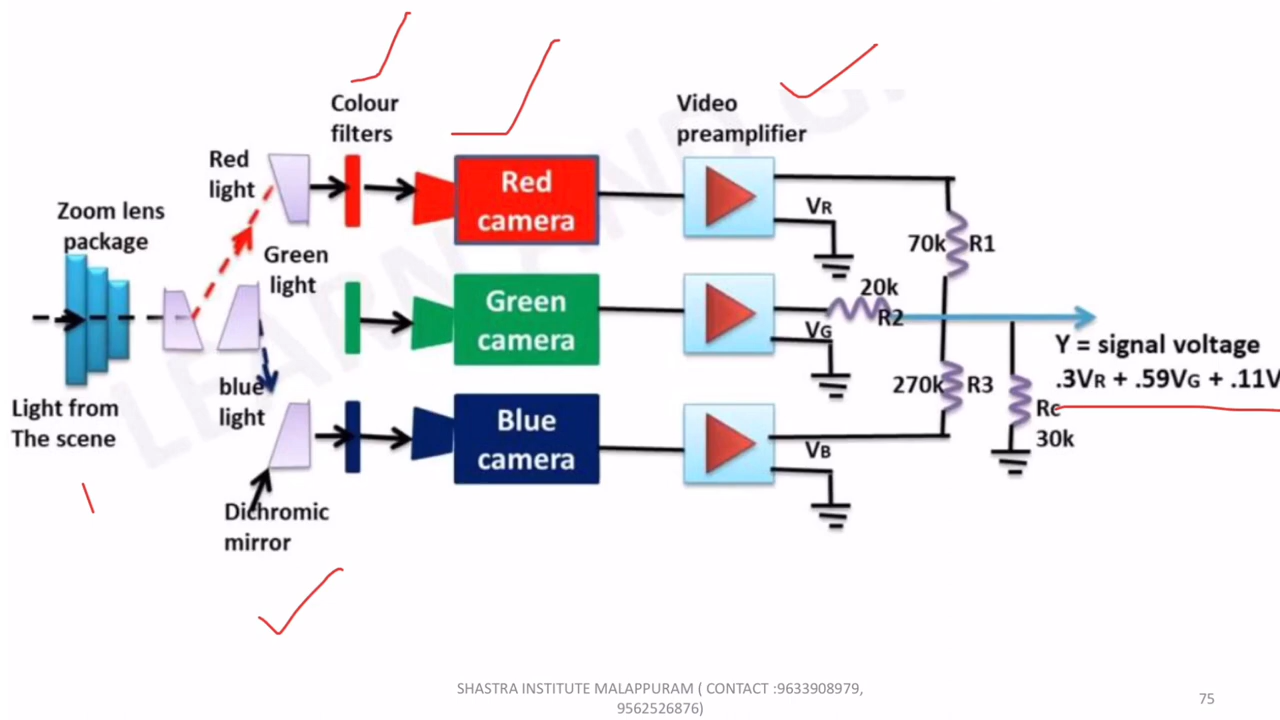 Colour
filters
Video
preamplifier
Red
light
Red
camera
Zoom lens
package
VR
70k
R1
Green
light
Green
camera
20k
R2
VG
Y = signal voltage
.3VR + .59VG + .11V
blue
light
270k
R3
Light from
The scene
Blue
camera
Rc
30k
VB
Dichromic
mirror
LEARN AND
SHASTRA INSTITUTE MALAPPURAM ( CONTACT :9633908979,
9562526876)
75